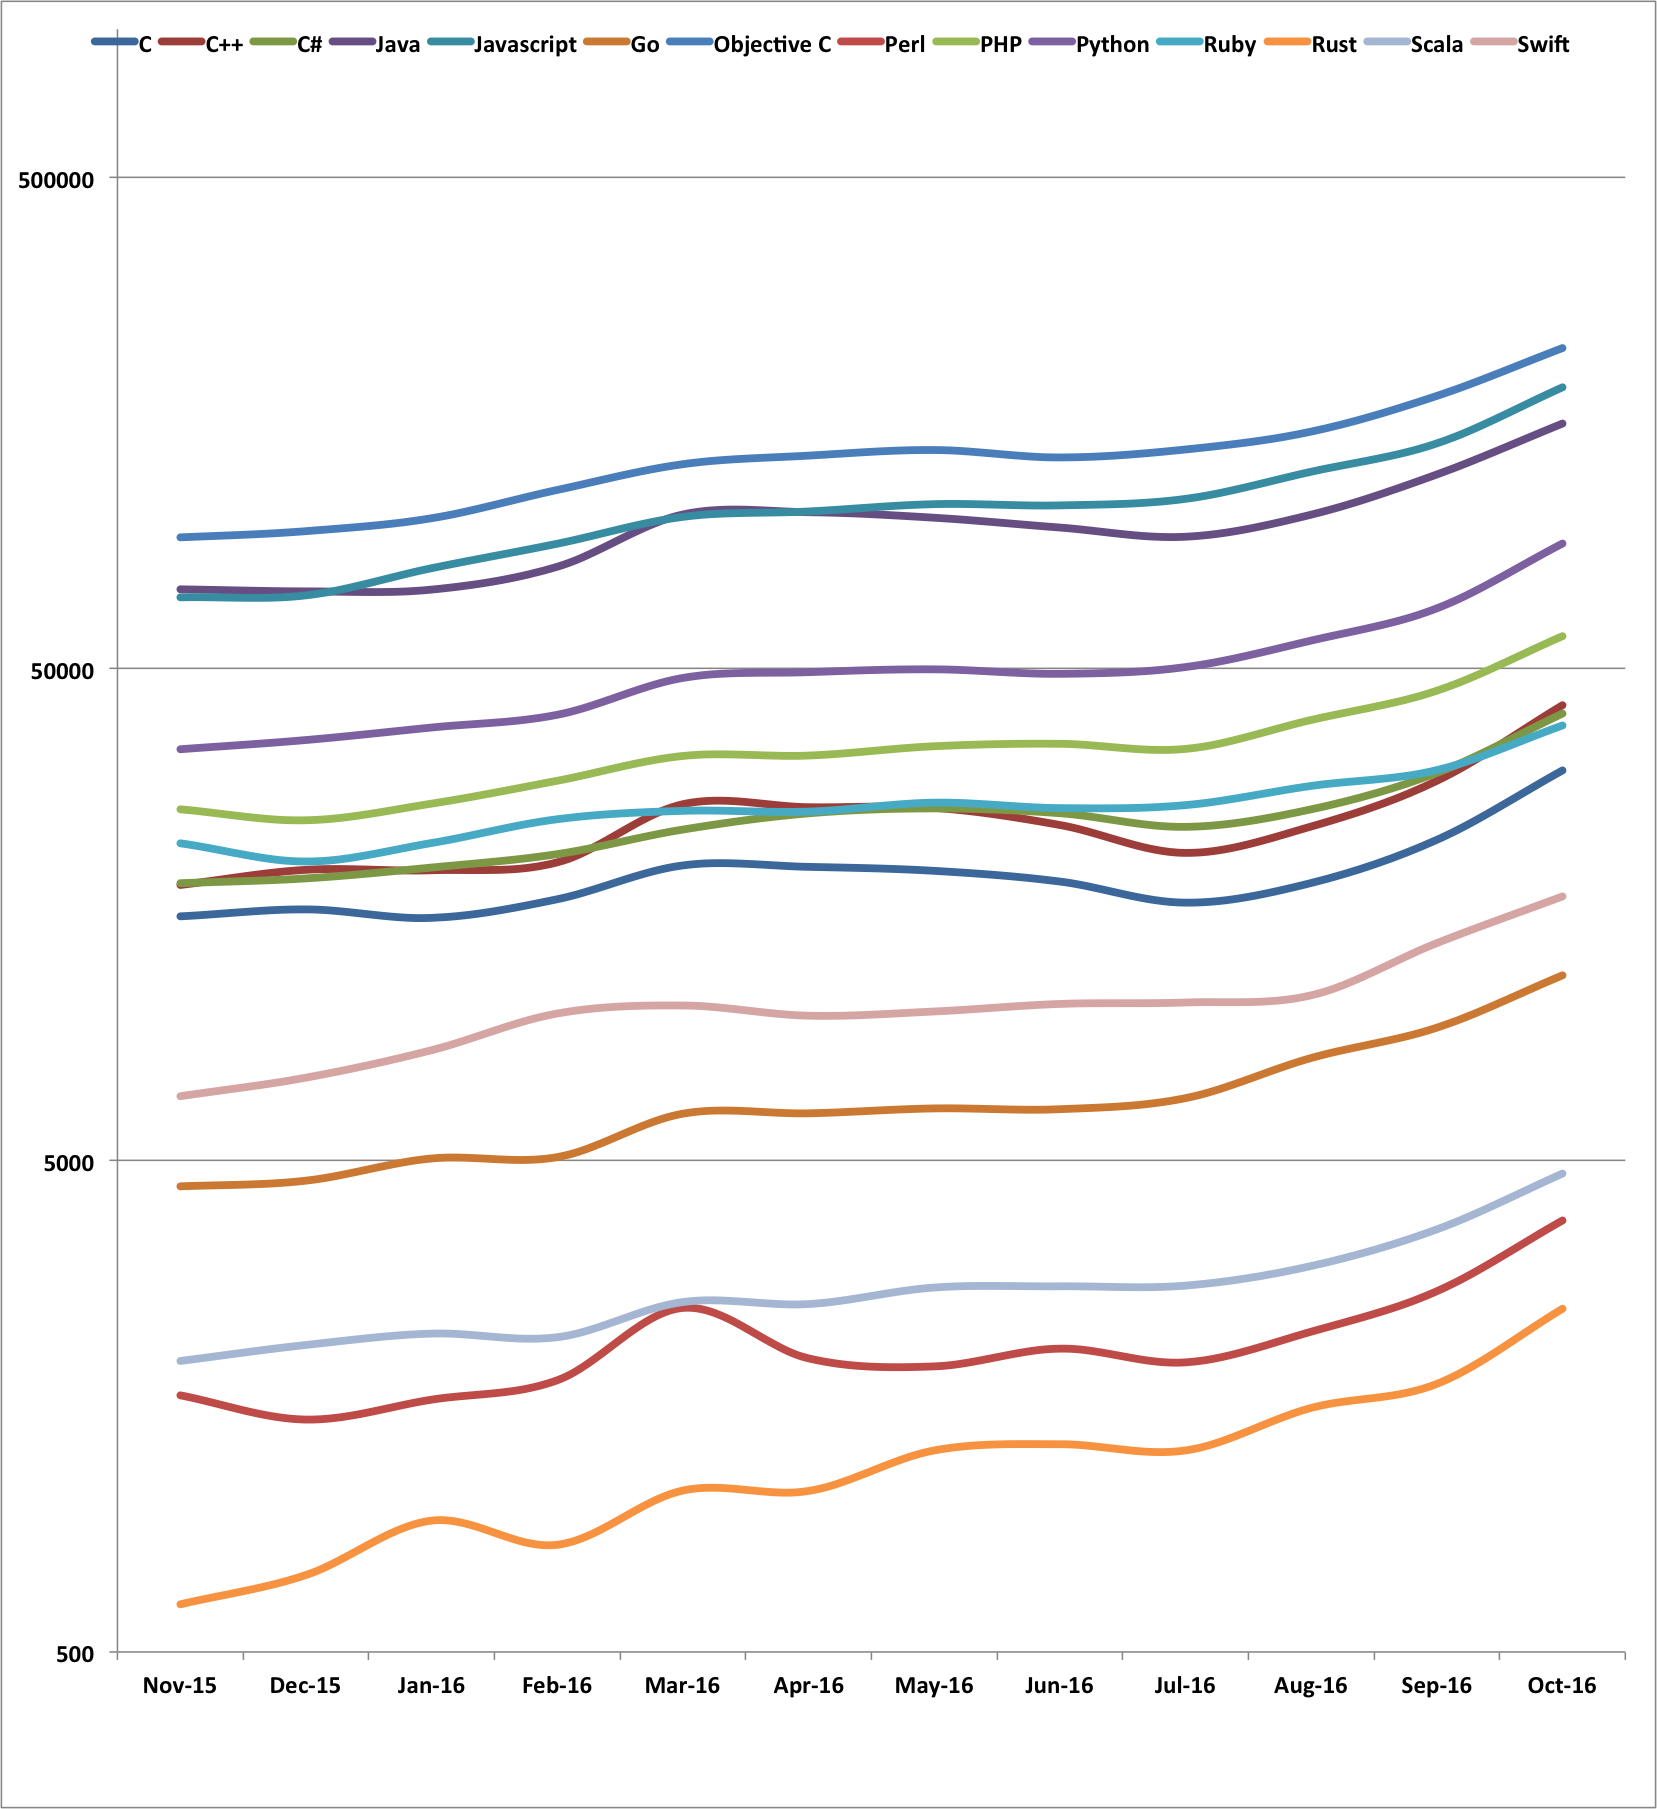 C C++ C# Java Javascript Go Objective C Perl PHP Python Ruby Rust Scala Swift
500000
50000
5000
500
Nov-15 Dec-15 Jan-16 Feb-16 Mar-16 Apr-16 May-16 Jun-16 Jul-16 Aug-16 Sep-16 Oct-16